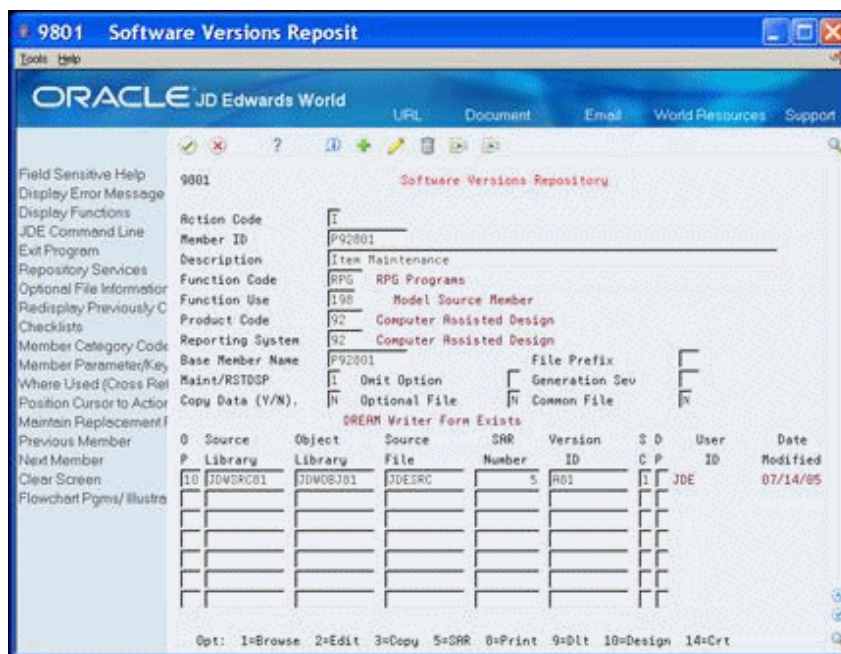 9801 Software Versions Reposit
Tools Help
ORACLE JD Edwards World
URL Document Email World Resources Support
Field Sensitive Help
Display Error Message
Display Functions
JDE Command Line
Exit Program
Repository Services
Optional File Information
Redisplay Previously C
Checklists
Member Category Code
Member Parameter/Key
Where Used (Cross Ref
Position Cursor to Action
Maintain Replacement F
Previous Member
Next Member
Clear Screen
Flowchart Pgms/ Illustra
9801 Software Versions Repository
Action Code I
Member ID P92801
Description Item Maintenance
Function Code RPG RPG Programs
Function Use 198 Model Source Member
Product Code 92 Computer Assisted Design
Reporting System 92 Computer Assisted Design
Base Member Name P92801 File Prefix
Maint/RSTDSP 1 Omit Option Generation Sev
Copy Data (Y/N). N Optional File N Common File N
DREAM Writer Form Exists
O Source Object Source SAR Version S D User Date
P Library Library File Number ID C P ID Modified
10 JDWSRC81 JDWOBJ81 JDESRC 5 A81 1 JDE 07/14/05
Opt: 1=Browse 2=Edit 3=Copy 5=SAR 8=Print 9=Dlt 10=Design 14=Crt